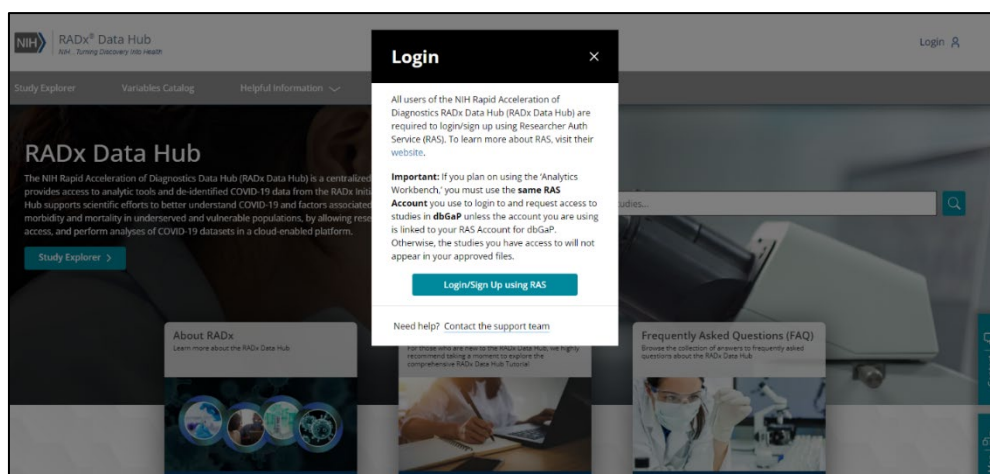 NIH
RADx® Data Hub
NIH...Turning Discovery Into Health
Login
Study Explorer
Variables Catalog
Helpful Information
RADx Data Hub
The NIH Rapid Acceleration of Diagnostics Data Hub (RADx Data Hub) is a centralized
provides access to analytic tools and de-identified COVID-19 data from the RADx Initi
Hub supports scientific efforts to better understand COVID-19 and factors associated
morbidity and mortality in underserved and vulnerable populations, by allowing rese
access, and perform analyses of COVID-19 datasets in a cloud-enabled platform.
Study Explorer >
udies...
Login
All users of the NIH Rapid Acceleration of
Diagnostics RADx Data Hub (RADx Data Hub) are
required to login/sign up using Researcher Auth
Service (RAS). To learn more about RAS, visit their
website.
Important: If you plan on using the 'Analytics
Workbench,' you must use the same RAS
Account you use to login to and request access to
studies in dbGaP unless the account you are using
is linked to your RAS Account for dbGaP.
Otherwise, the studies you have access to will not
appear in your approved files.
Login/Sign Up using RAS
Need help? Contact the support team
About RADx
Learn more about the RADx Data Hub
For those who are new to the RADx Data Hub, we highly
recommend taking a moment to explore the
comprehensive RADx Data Hub Tutorial
Frequently Asked Questions (FAQ)
Browse the collection of answers to frequently asked
questions about the RADx Data Hub